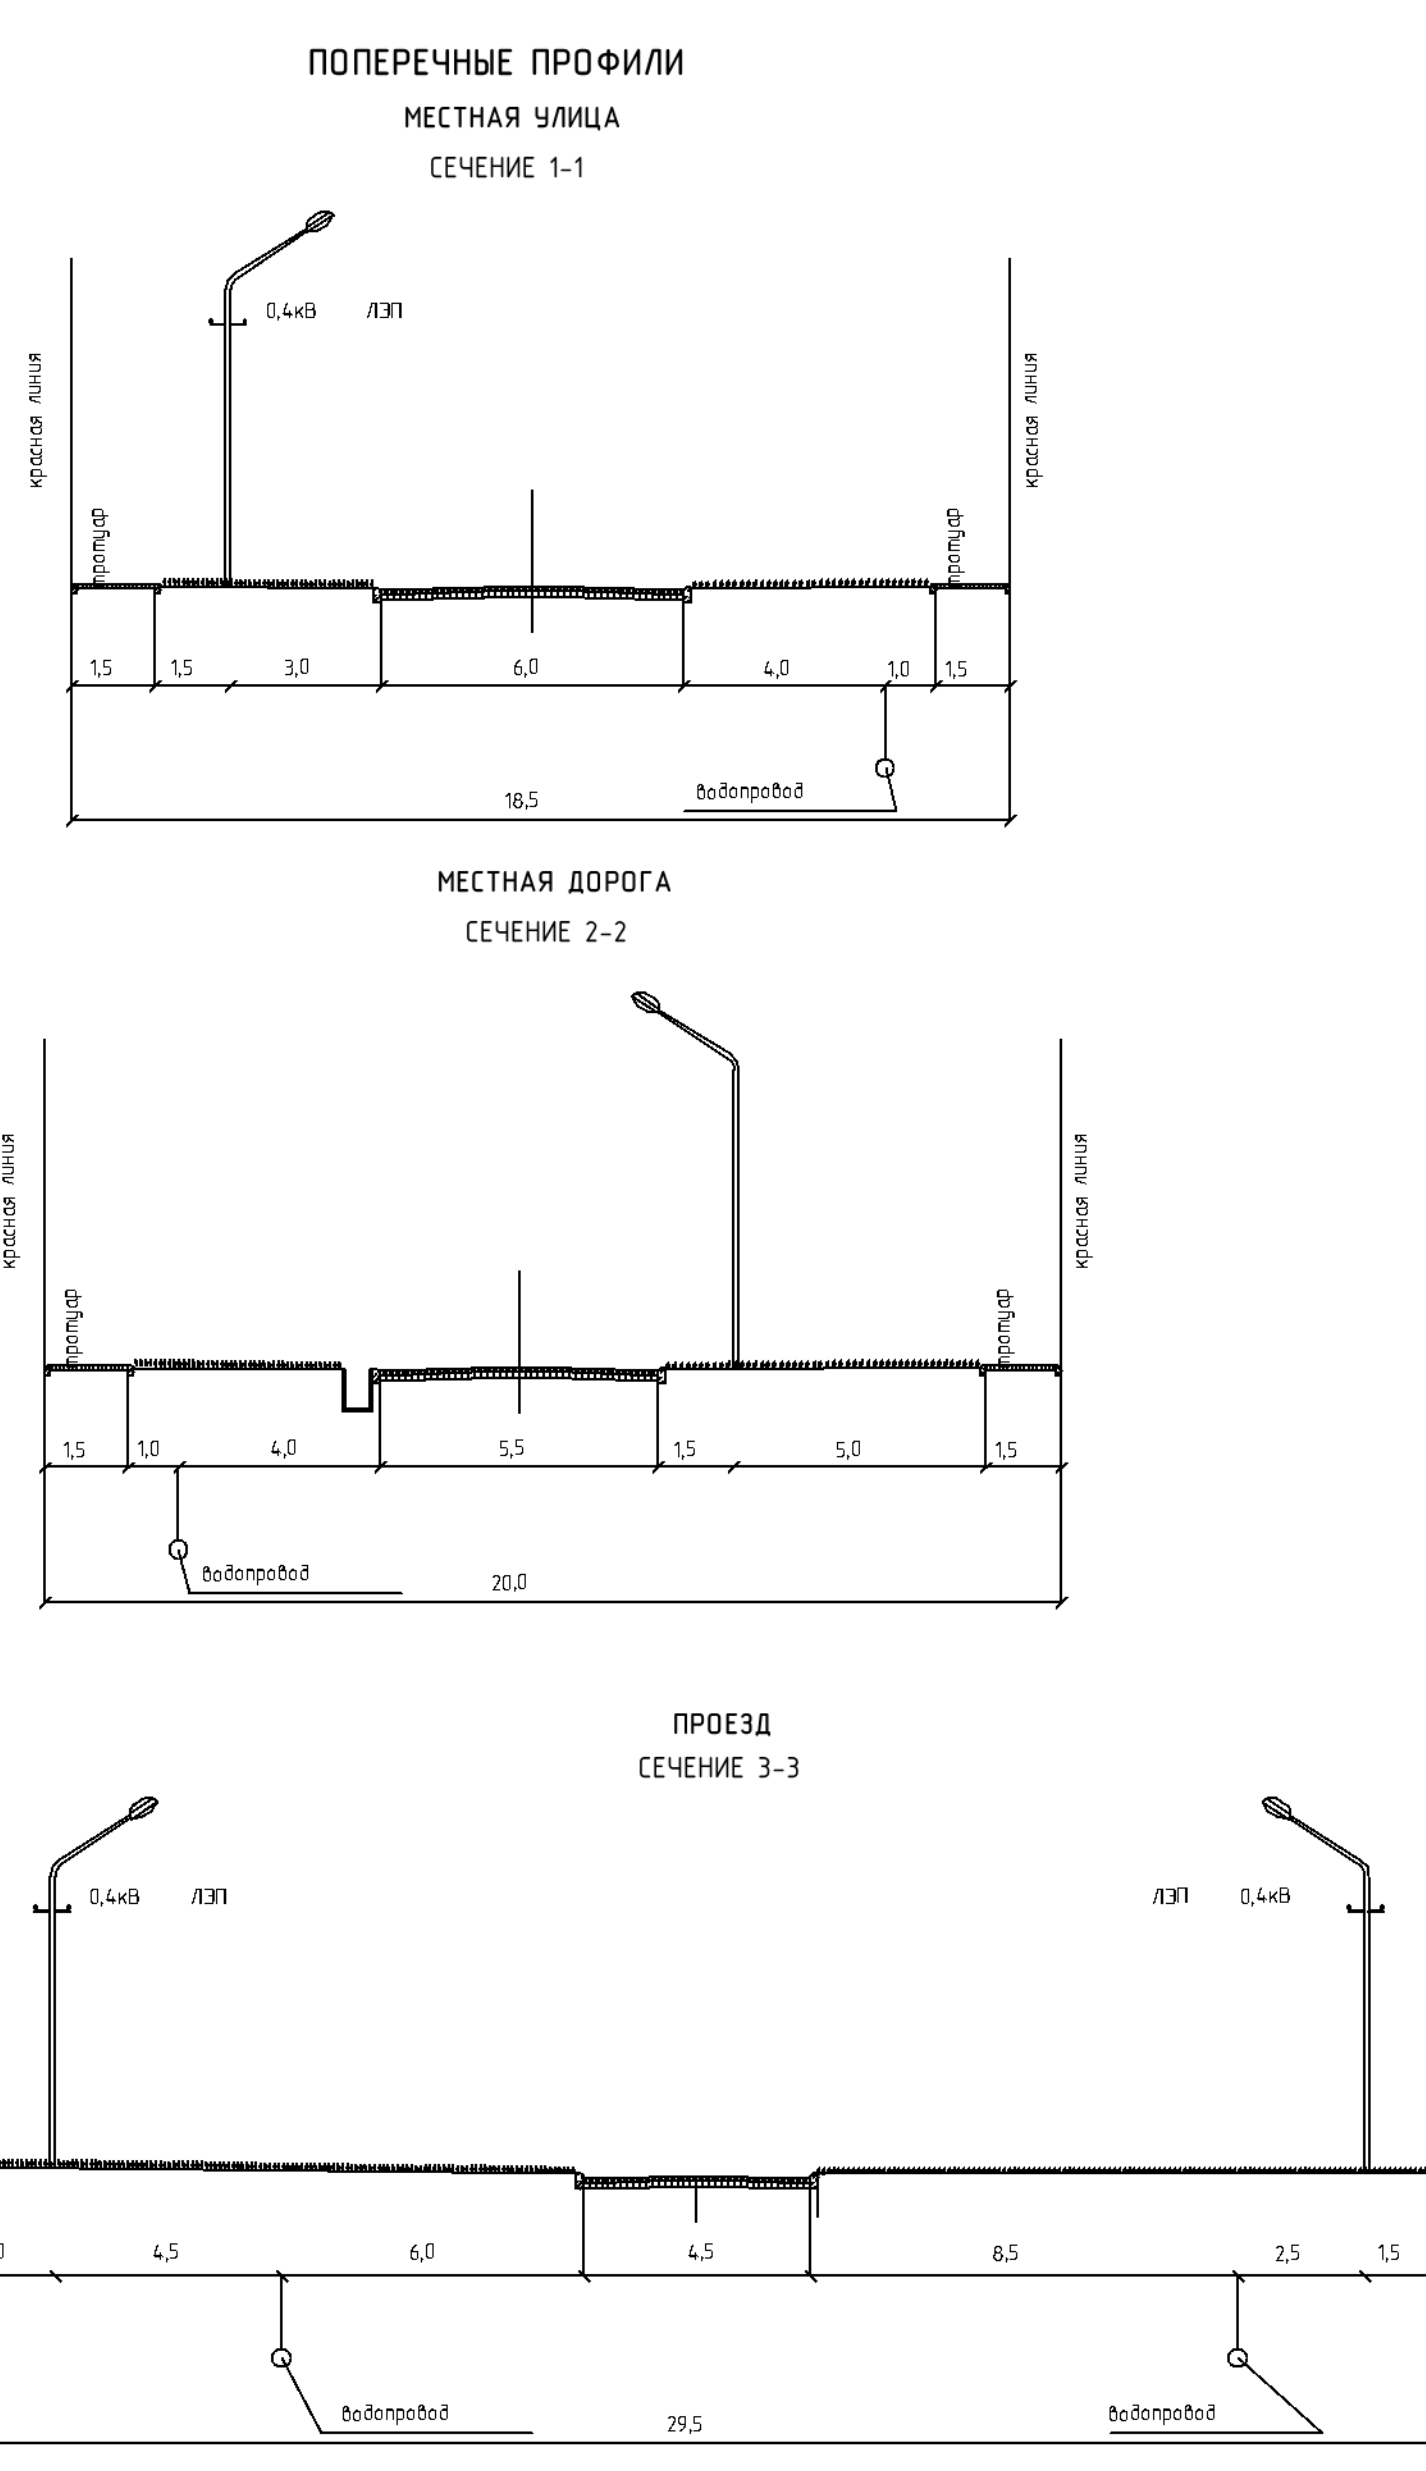 ПОПЕРЕЧНЫЕ ПРОФИЛИ
МЕСТНАЯ УЛИЦА
СЕЧЕНИЕ 1-1
0,4кВ ЛЭП
красная линия
красная линия
тротуар
тротуар
1,5 1,5 3,0 6,0 4,0 1,0 1,5
водопровод
18,5
МЕСТНАЯ ДОРОГА
СЕЧЕНИЕ 2-2
красная линия
красная линия
тротуар
тротуар
1,5 1,0 4,0 5,5 1,5 5,0 1,5
водопровод
20,0
ПРОЕЗД
СЕЧЕНИЕ 3-3
0,4кВ ЛЭП ЛЭП 0,4кВ
4,5 6,0 4,5 8,5 2,5 1,5
водопровод водопровод
29,5